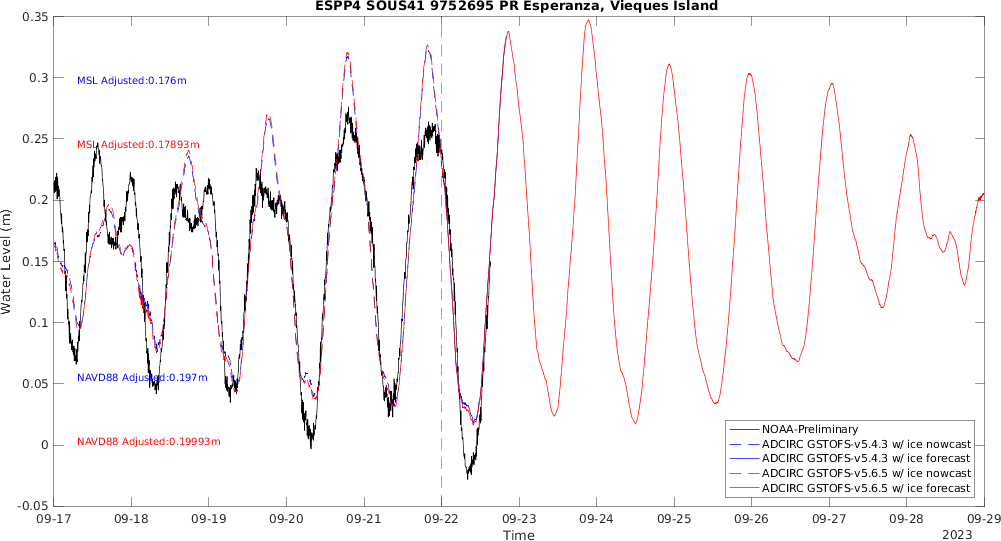 ESPP4 SOUS41 9752695 PR Esperanza, Vieques Island
0.35
0.3
0.25
0.2
0.15
0.1
0.05
0
-0.05
Water Level (m)
MSL Adjusted:0.176m
MSL Adjusted:0.17893m
NAVD88 Adjusted:0.197m
NAVD88 Adjusted:0.19993m
NOAA-Preliminary
ADCIRC GSTOFS-v5.4.3 w/ ice nowcast
ADCIRC GSTOFS-v5.4.3 w/ ice forecast
ADCIRC GSTOFS-v5.6.5 w/ ice nowcast
ADCIRC GSTOFS-v5.6.5 w/ ice forecast
09-17 09-18 09-19 09-20 09-21 09-22 09-23 09-24 09-25 09-26 09-27 09-28 09-29
Time
2023